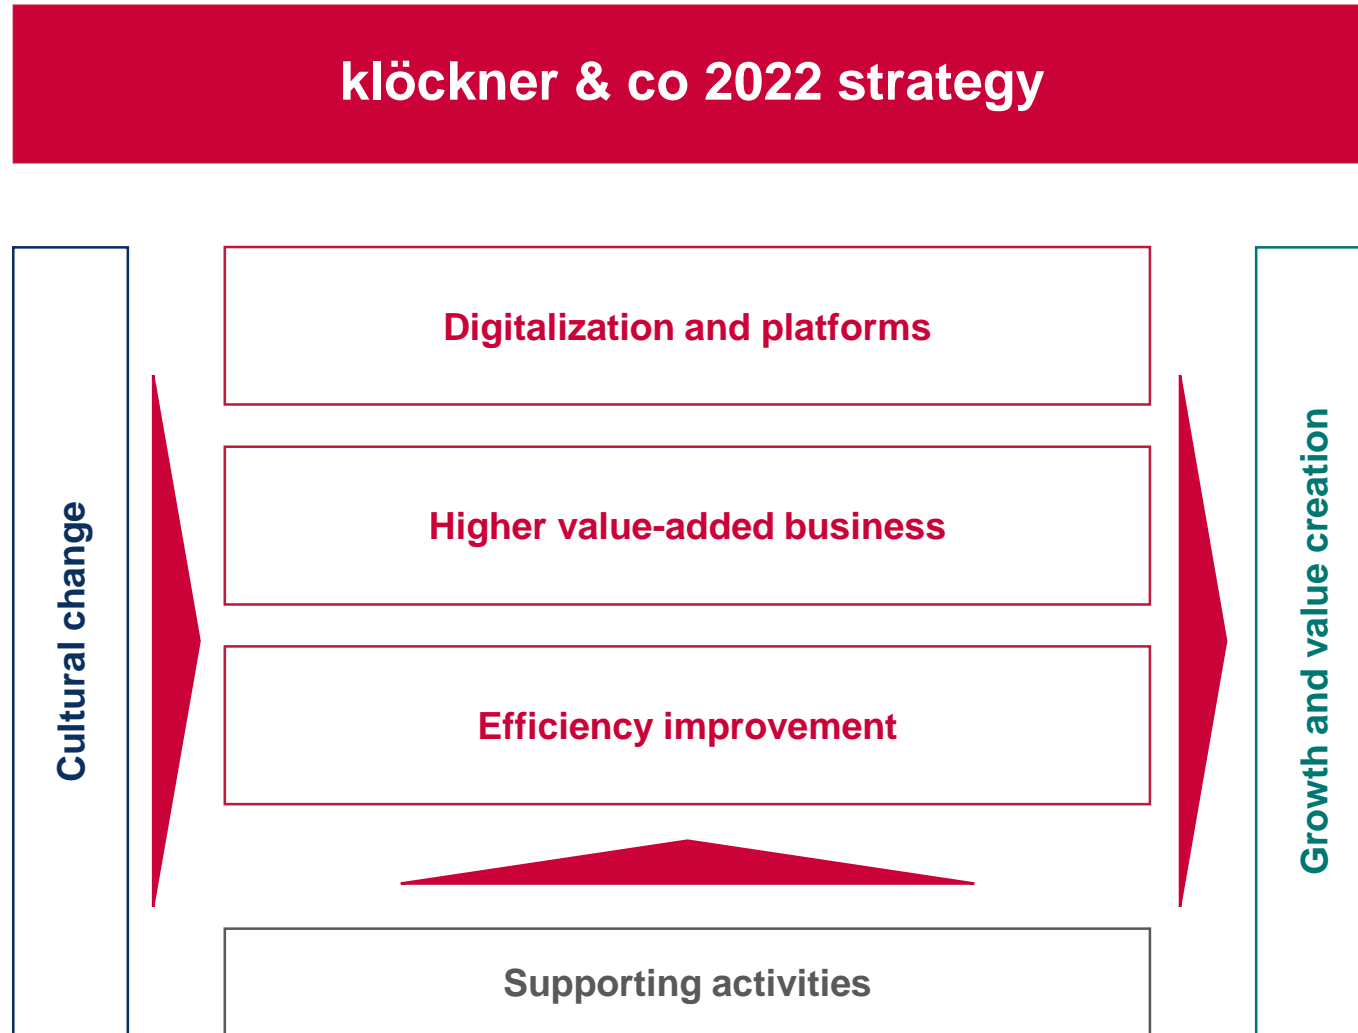 klöckner & co 2022 strategy
Cultural change
Digitalization and platforms
Higher value-added business
Efficiency improvement
Supporting activities
Growth and value creation